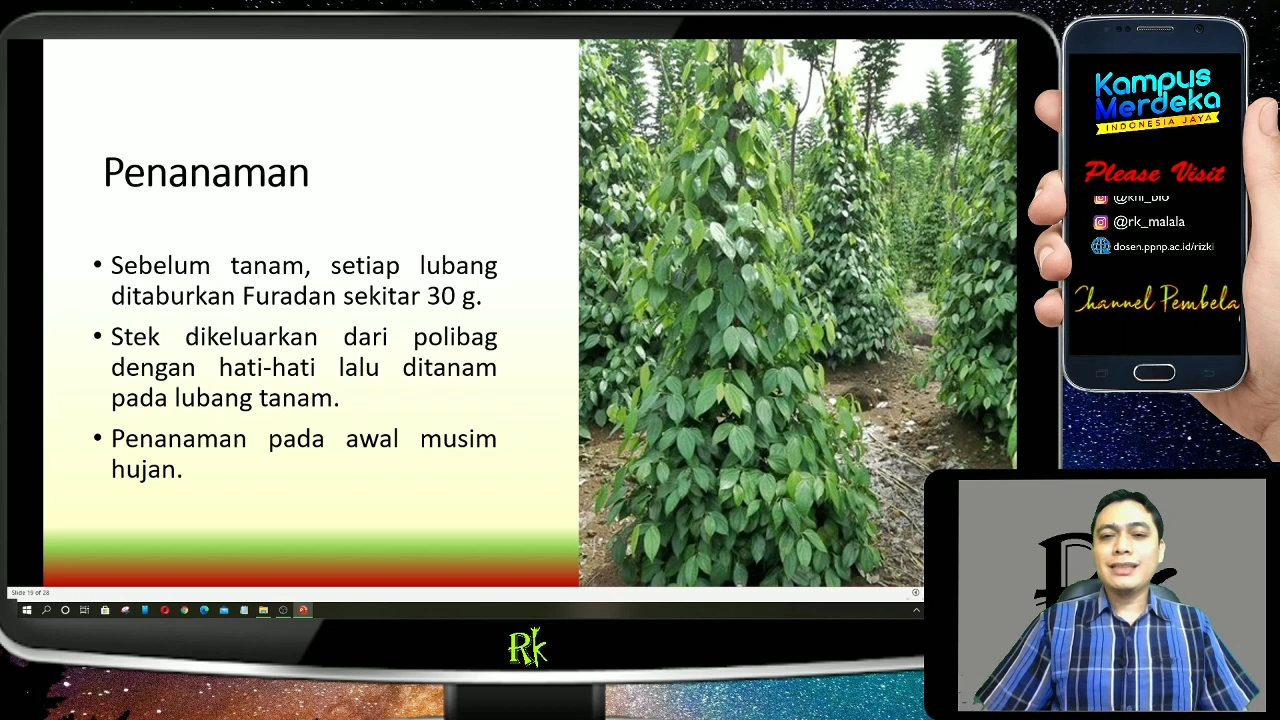 Penanaman
• Sebelum tanam, setiap lubang
ditaburkan Furadan sekitar 30 g.
• Stek dikeluarkan dari polibag
dengan hati-hati lalu ditanam
pada lubang tanam.
• Penanaman pada awal musim
hujan.
Slide 19 of 28
Rk
Kampus
Merdeka
INDONESIA JAYA
Please Visit
@rk_malala
dosen.ppnp.ac.id/rizki
Channel Pembela